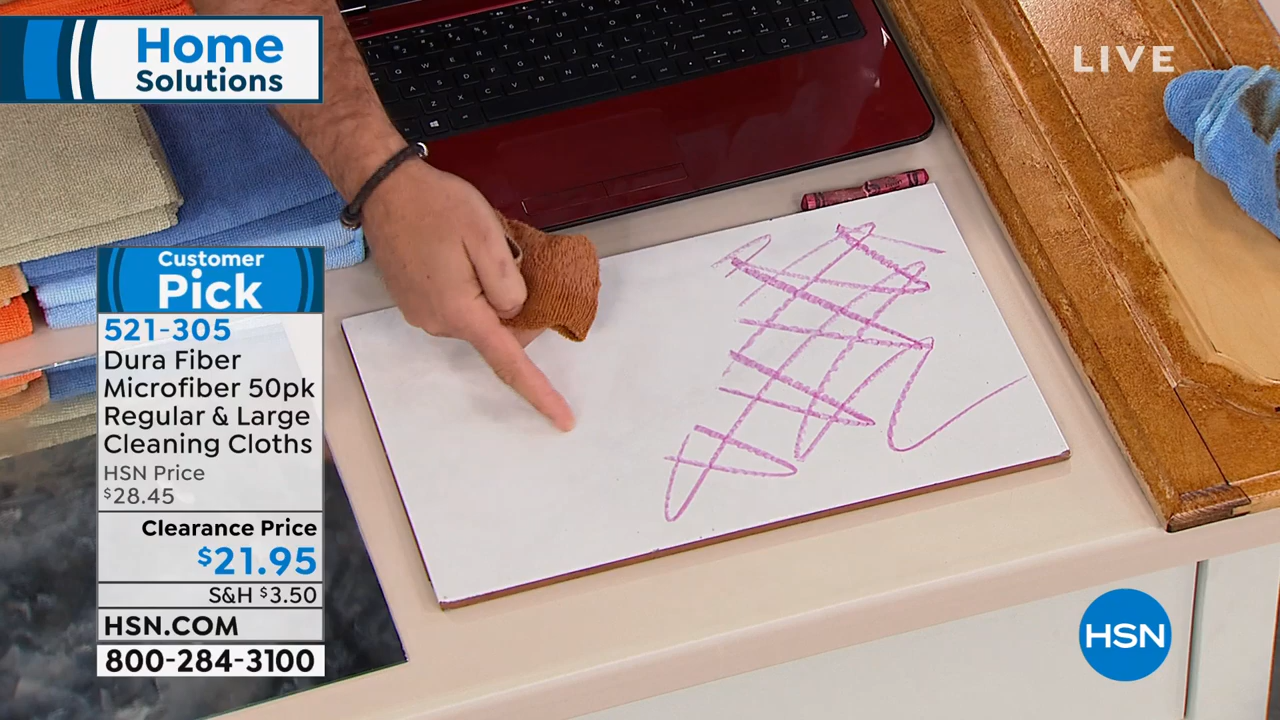 Home
Solutions
LIVE
Customer
Pick
521-305
Dura Fiber
Microfiber 50pk
Regular & Large
Cleaning Cloths
HSN Price
$28.45
Clearance Price
$21.95
S&H $3.50
HSN.COM
800-284-3100
HSN